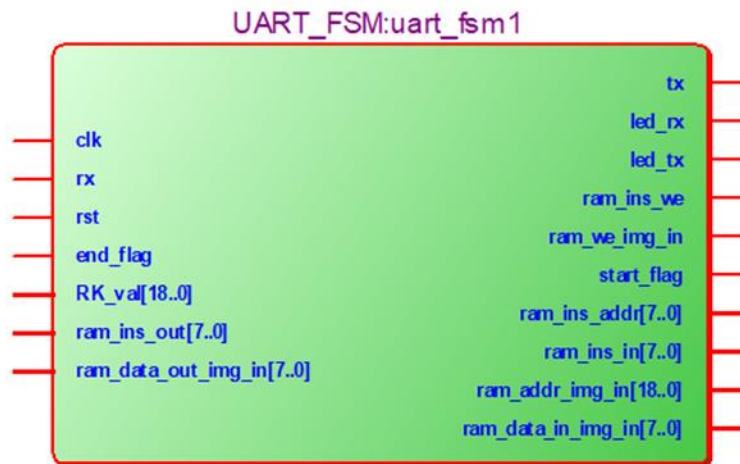 UART_FSM:uart_fsm1
clk
rx
rst
end_flag
RK_val[18..0]
ram_ins_out[7..0]
ram_data_out_img_in[7..0]
tx
led_rx
led_tx
ram_ins_we
ram_we_img_in
start_flag
ram_ins_addr[7..0]
ram_ins_in[7..0]
ram_addr_img_in[18..0]
ram_data_in_img_in[7..0]